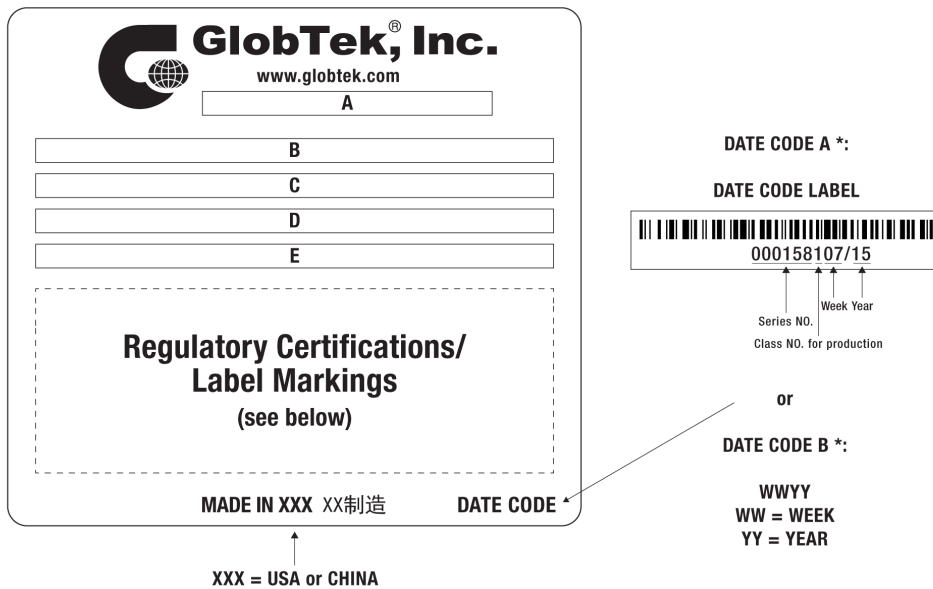 GlobTek,® Inc.
www.globtek.com
A
B
C
D
E
Regulatory Certifications/
Label Markings
(see below)
MADE IN XXX XX制造 DATE CODE
XXX = USA or CHINA
DATE CODE A *:
DATE CODE LABEL
000158107/15
Week Year
Series NO.
Class NO. for production
or
DATE CODE B *:
WWYY
WW = WEEK
YY = YEAR